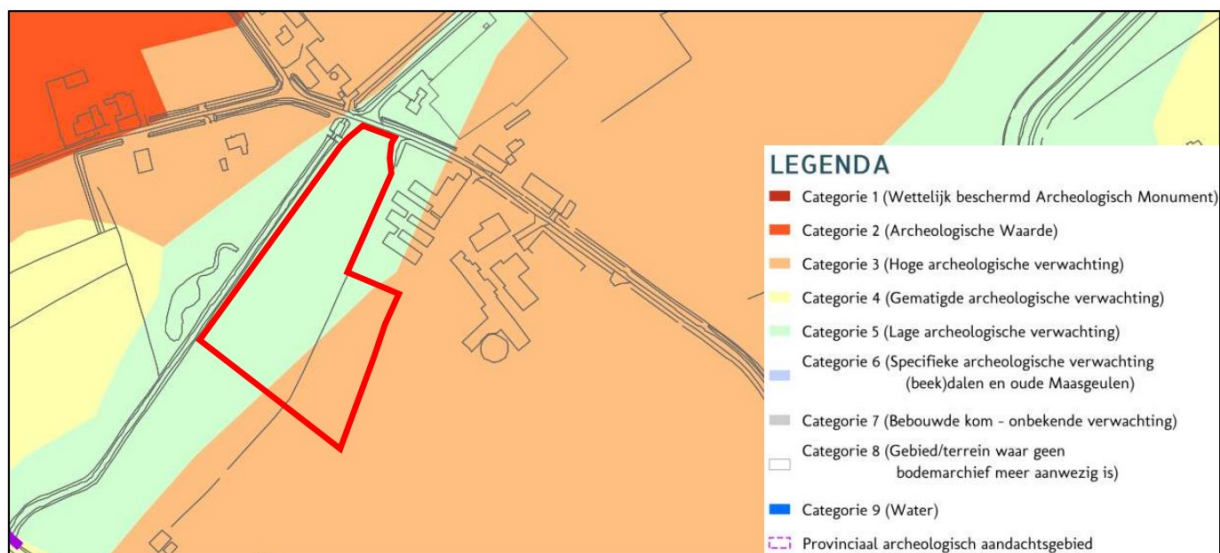 LEGENDA
Categorie 1 (Wettelijk beschermd Archeologisch Monument)
Categorie 2 (Archeologische Waarde)
Categorie 3 (Hoge archeologische verwachting)
Categorie 4 (Gematigde archeologische verwachting)
Categorie 5 (Lage archeologische verwachting)
Categorie 6 (Specifieke archeologische verwachting
(beek)dalen en oude Maasgeulen)
Categorie 7 (Bebouwde kom - onbekende verwachting)
Categorie 8 (Gebied/terrein waar geen
bodemarchief meer aanwezig is)
Categorie 9 (Water)
Provinciaal archeologisch aandachtsgebied